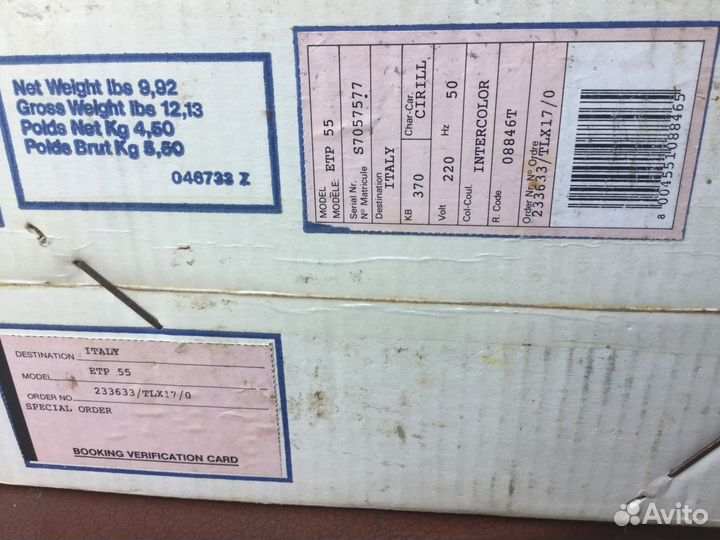 Net Weight lbs 9,92
Gross Weight lbs 12,13
Poids Net Kg 4,50
Poids Brut Kg 5,50
046733 Z
MODEL
MODÈLE: ETP 55
Serial Nr.
N° Matricule S7057577
Destination ITALY
KB 370 Char-Car. CIRILL
Volt 220 Hz 50
Col-Coul. INTERCOLOR
R. Code 08846T
Order Nr. N° Ordre
233633/TLX17/0
8 004551 088465
DESTINATION ITALY
MODEL ETP 55
ORDER NO 233633/TLX17/0
SPECIAL ORDER
BOOKING VERIFICATION CARD
Avito